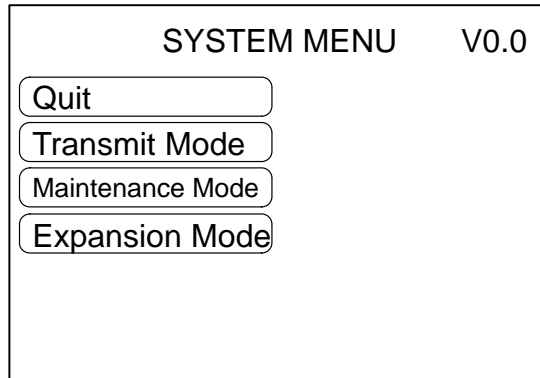 SYSTEM MENU V0.0
Quit
Transmit Mode
Maintenance Mode
Expansion Mode